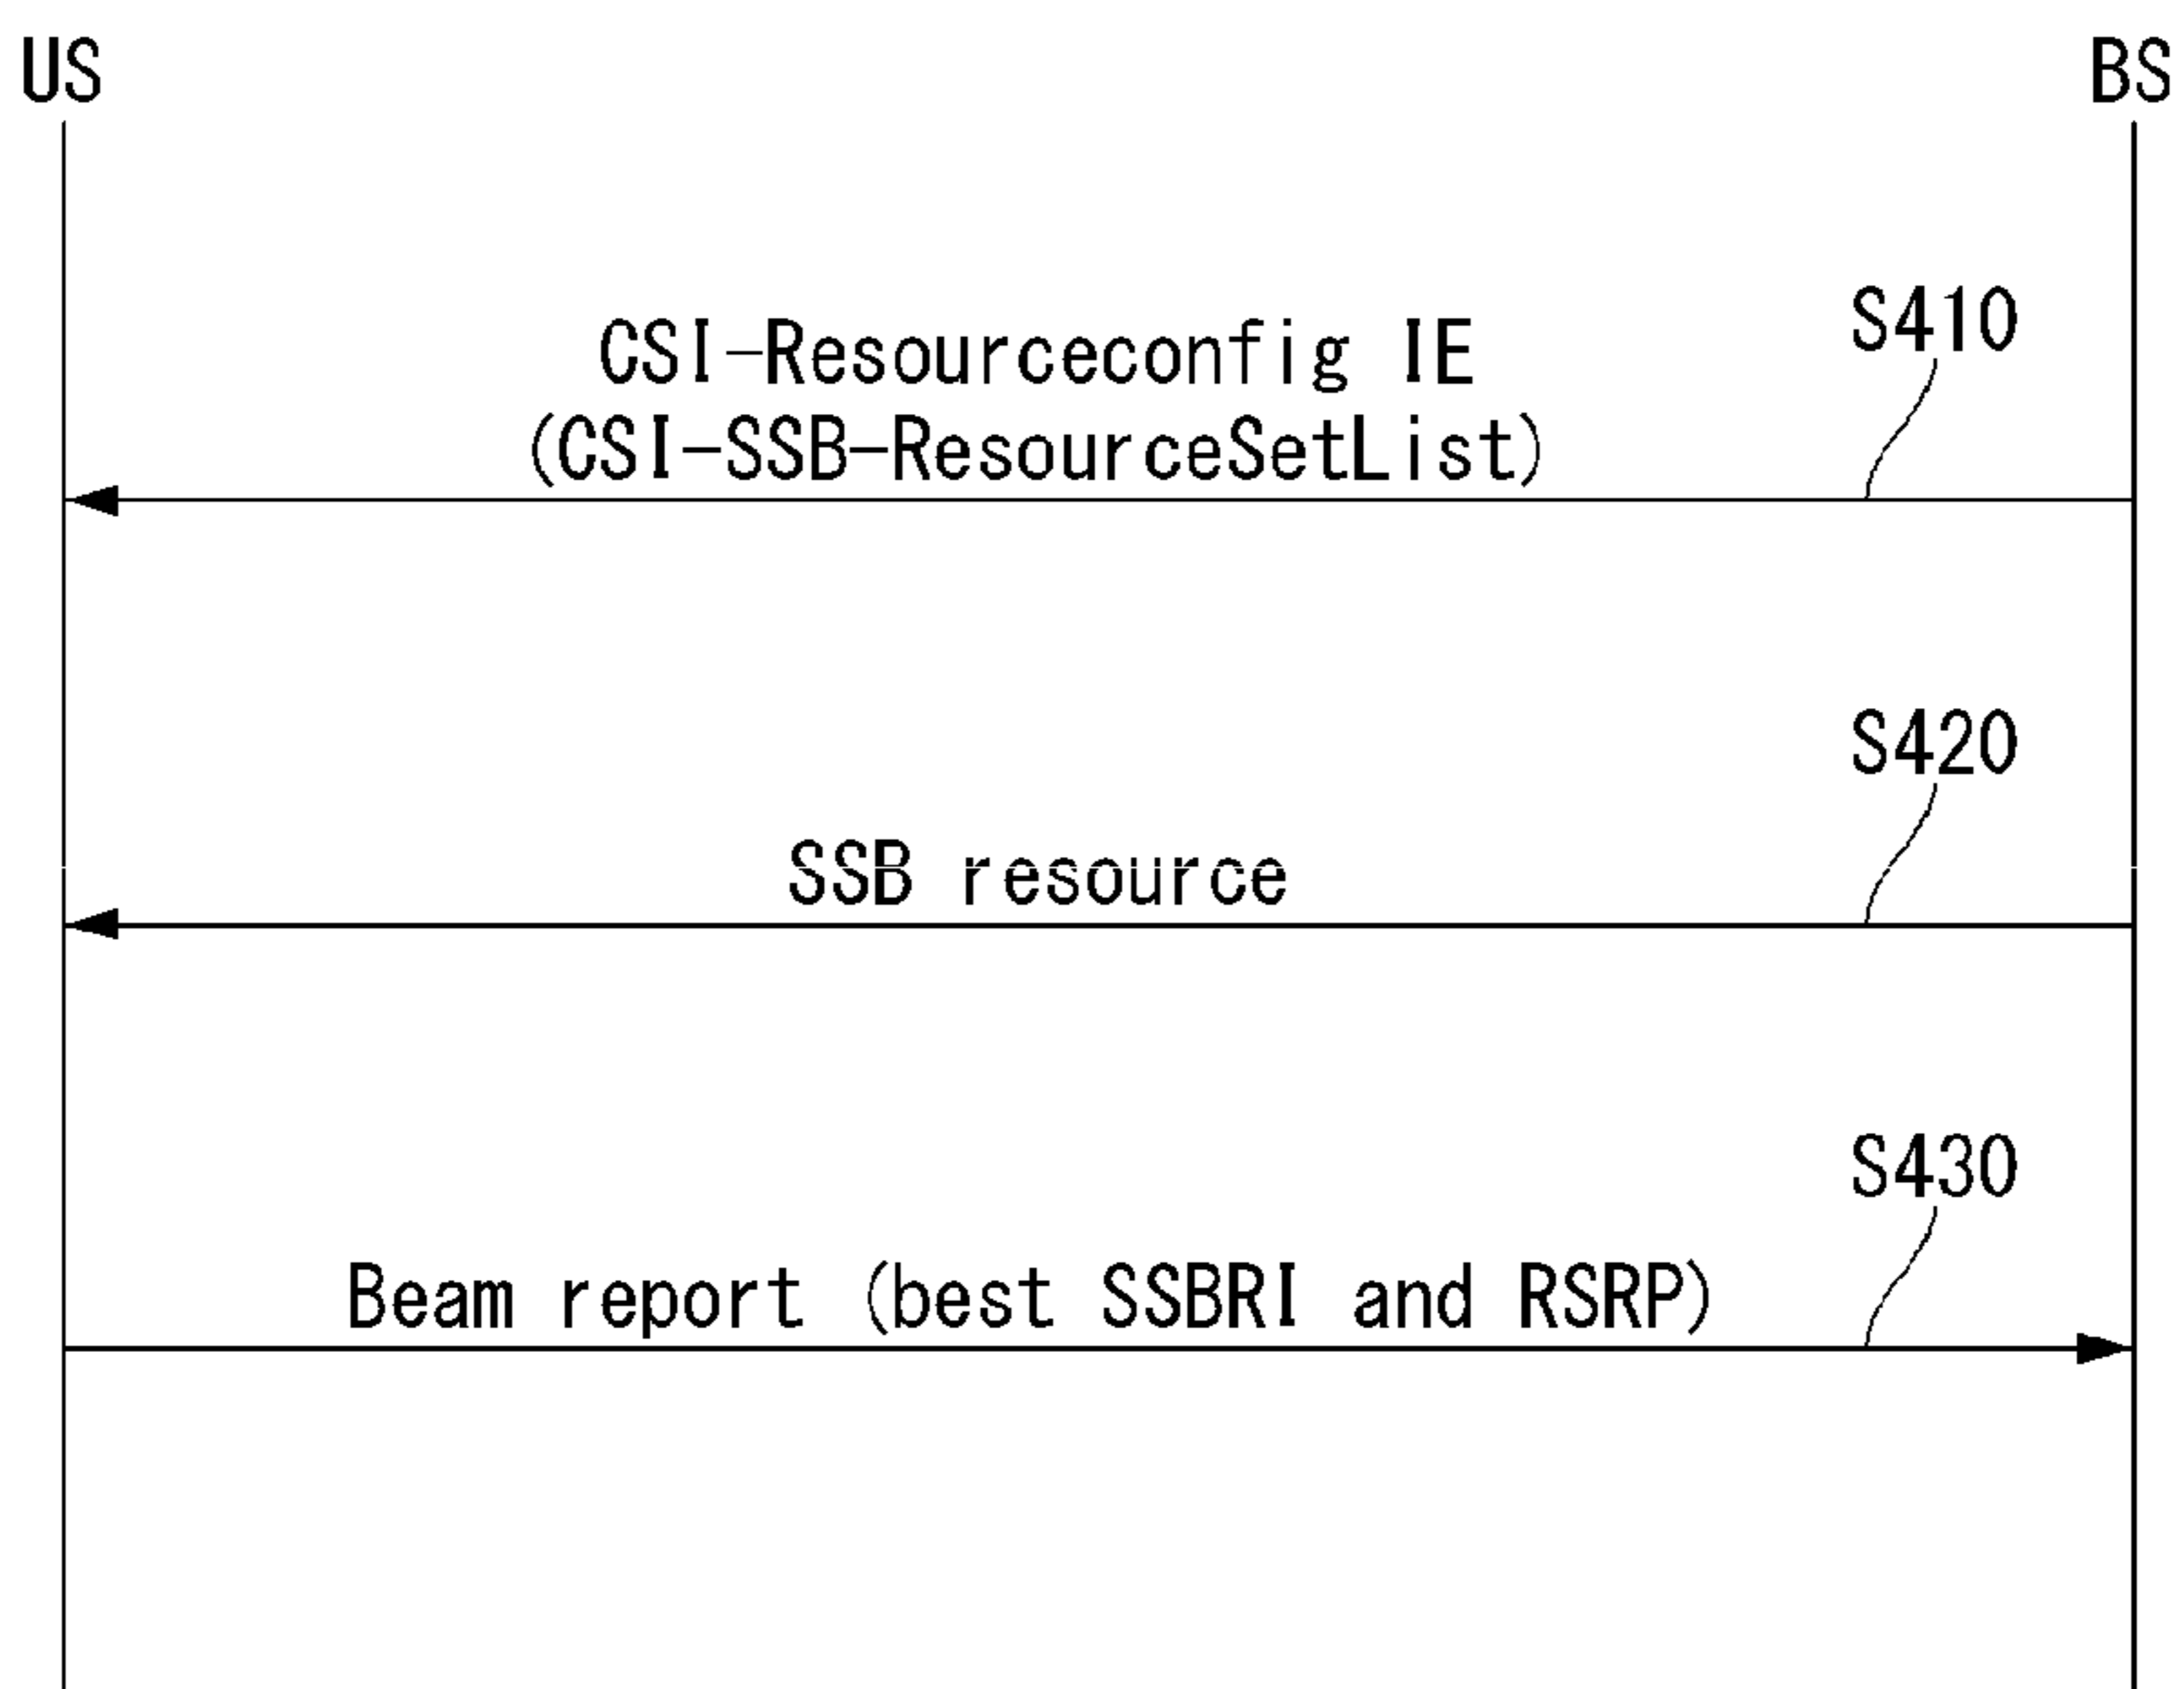 US
BS
S410
CSI-Resourceconfig IE
(CSI-SSB-ResourceSetList)
S420
SSB resource
S430
Beam report (best SSBRI and RSRP)